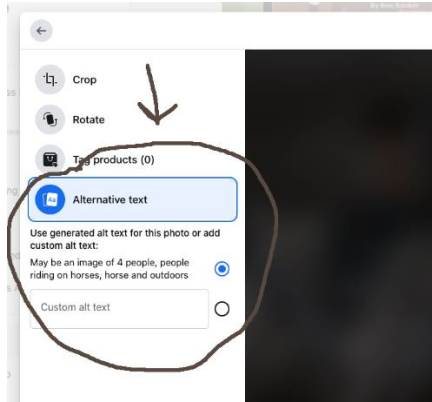 Crop
Rotate
Tag products (0)
Alternative text
Use generated alt text for this photo or add
custom alt text:
May be an image of 4 people, people
riding on horses, horse and outdoors
Custom alt text